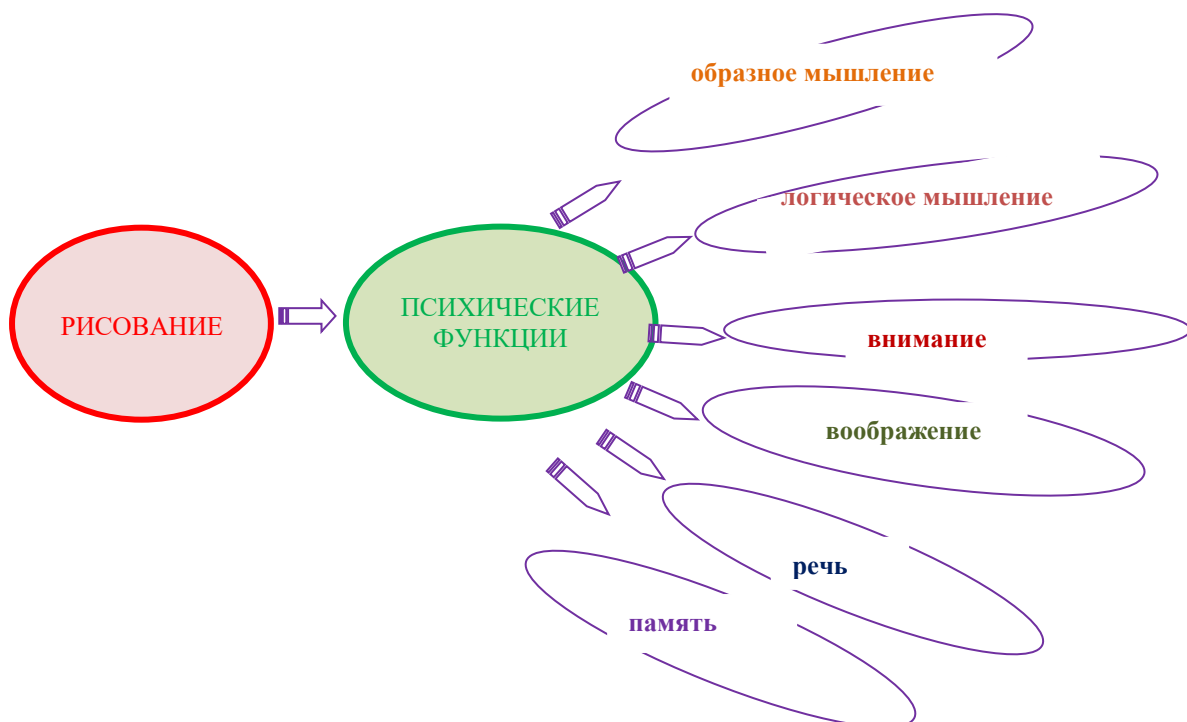 РИСОВАНИЕ
ПСИХИЧЕСКИЕ
ФУНКЦИИ
образное мышление
логическое мышление
внимание
воображение
речь
память